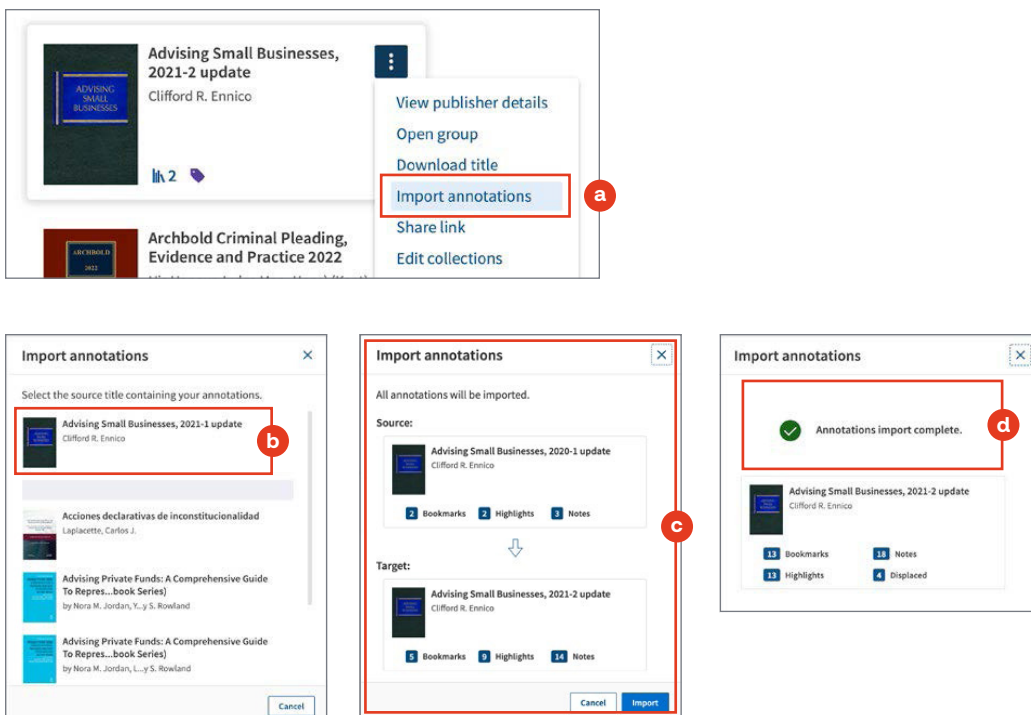 Advising Small Businesses,
2021-2 update
Clifford R. Ennico
ADVISING
SMALL
BUSINESSES
2
View publisher details
Open group
Download title
Import annotations
a
Share link
Edit collections
Archbold Criminal Pleading,
Evidence and Practice 2022
ARCHBOLD
2022
Import annotations
Select the source title containing your annotations.
Advising Small Businesses, 2021-1 update
Clifford R. Ennico
b
Acciones declarativas de inconstitucionalidad
Laplacette, Carlos J.
Advising Private Funds: A Comprehensive Guide
To Repres...book Series)
by Nora M. Jordan, Y...y S. Rowland
Advising Private Funds: A Comprehensive Guide
To Repres...book Series)
by Nora M. Jordan, L...y S. Rowland
Cancel
Import annotations
All annotations will be imported.
Source:
Advising Small Businesses, 2020-1 update
Clifford R. Ennico
2 Bookmarks 2 Highlights 3 Notes
c
Target:
Advising Small Businesses, 2021-2 update
Clifford R. Ennico
5 Bookmarks 9 Highlights 14 Notes
Cancel Import
Import annotations
Annotations import complete.
d
Advising Small Businesses, 2021-2 update
Clifford R. Ennico
13 Bookmarks 18 Notes
13 Highlights 4 Displaced